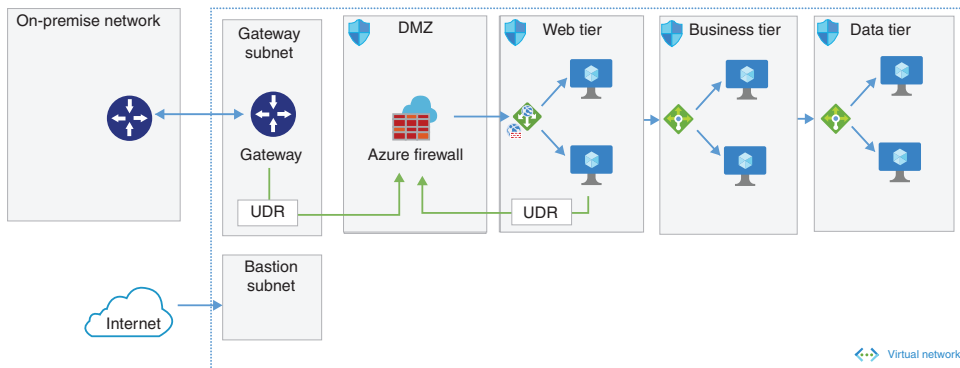 On-premise network
Gateway
subnet
DMZ
Web tier
Business tier
Data tier
Gateway
Azure firewall
UDR
UDR
Bastion
subnet
Internet
Virtual network